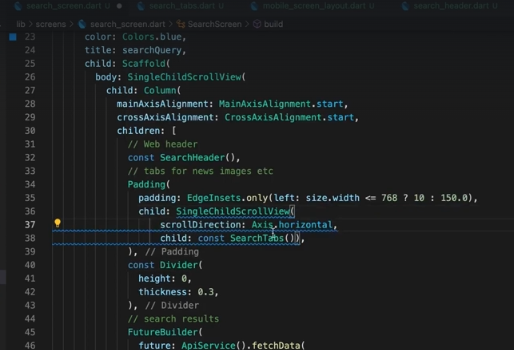 search_screen.dart U
search_tabs.dart U
mobile_screen_layout.dart U
search_header.dart U
lib > screens > search_screen.dart > SearchScreen > build
23 color: Colors.blue,
24 title: searchQuery,
25 child: Scaffold(
26 body: SingleChildScrollView(
27 child: Column(
28 mainAxisAlignment: MainAxisAlignment.start,
29 crossAxisAlignment: CrossAxisAlignment.start,
30 children: [
31 // Web header
32 const SearchHeader(),
33 // tabs for news images etc
34 Padding(
35 padding: EdgeInsets.only(left: size.width <= 768 ? 10 : 150.0),
36 child: SingleChildScrollView(
37 scrollDirection: Axis.horizontal,
38 child: const SearchTabs()),
39 ), // Padding
40 const Divider(
41 height: 0,
42 thickness: 0.3,
43 ), // Divider
44 // search results
45 FutureBuilder(
46 future: ApiService().fetchData(